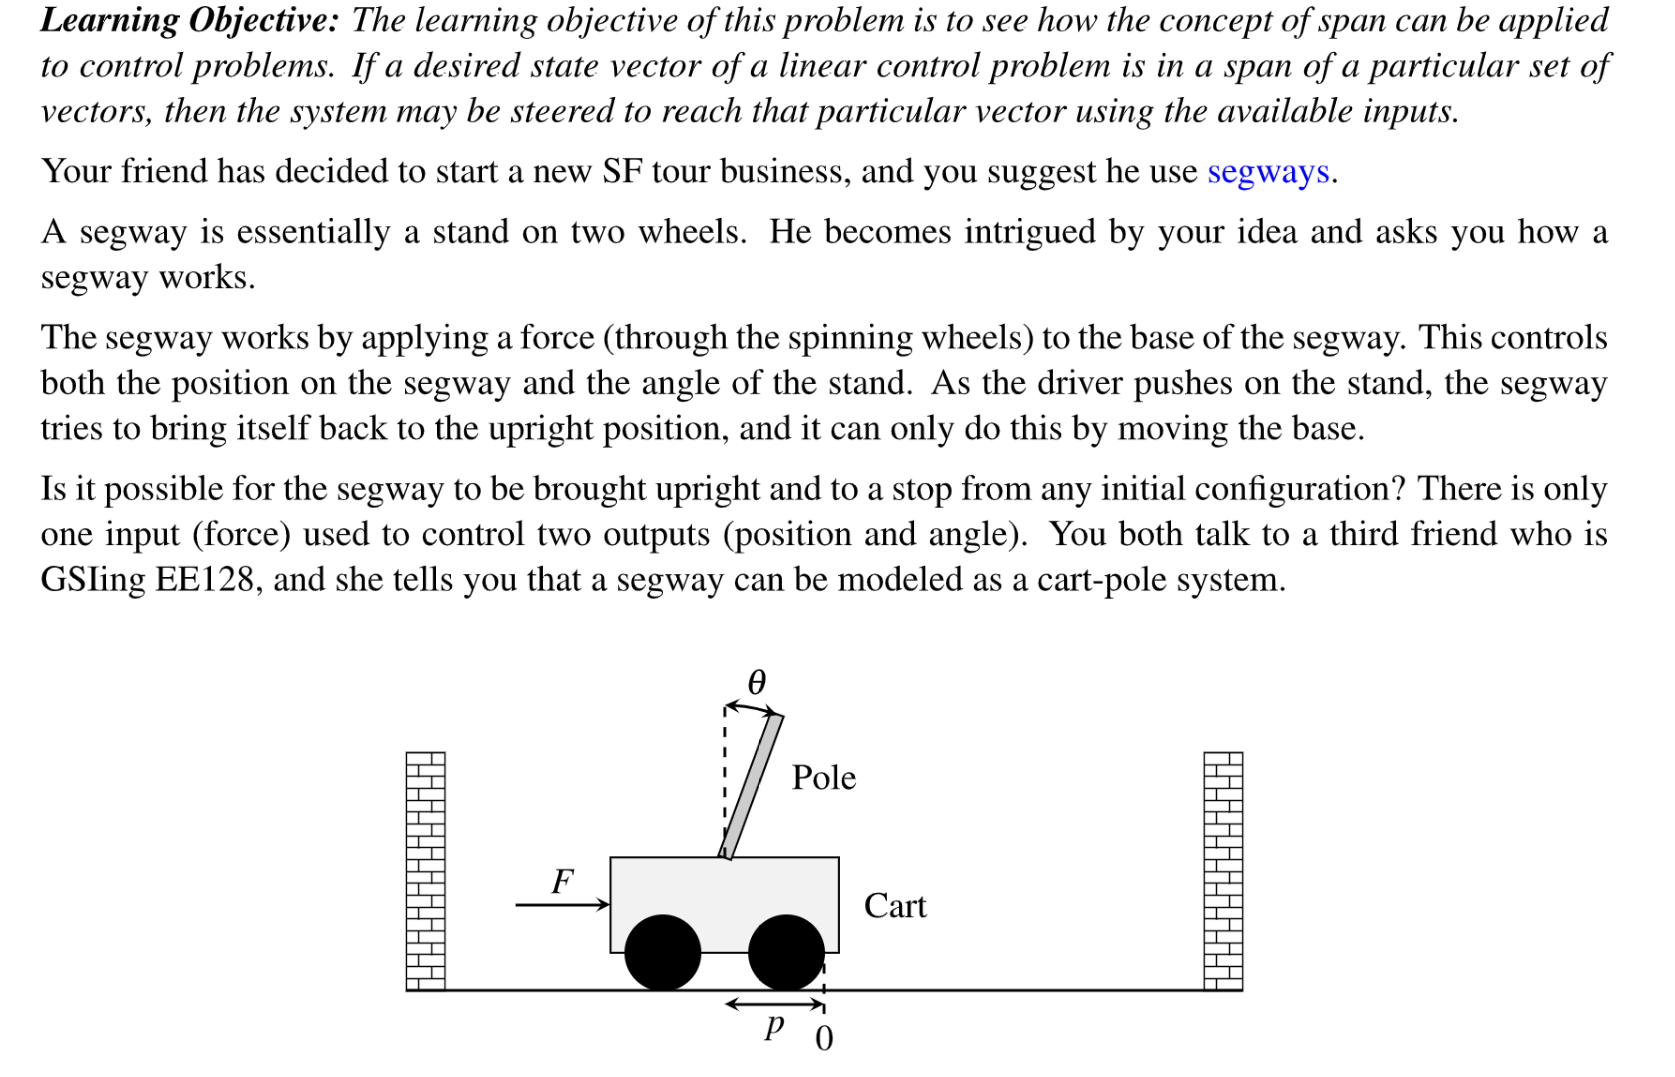 Learning Objective: The learning objective of this problem is to see how the concept of span can be applied
to control problems. If a desired state vector of a linear control problem is in a span of a particular set of
vectors, then the system may be steered to reach that particular vector using the available inputs.
Your friend has decided to start a new SF tour business, and you suggest he use segways.
A segway is essentially a stand on two wheels. He becomes intrigued by your idea and asks you how a
segway works.
The segway works by applying a force (through the spinning wheels) to the base of the segway. This controls
both the position on the segway and the angle of the stand. As the driver pushes on the stand, the segway
tries to bring itself back to the upright position, and it can only do this by moving the base.
Is it possible for the segway to be brought upright and to a stop from any initial configuration? There is only
one input (force) used to control two outputs (position and angle). You both talk to a third friend who is
GSIing EE128, and she tells you that a segway can be modeled as a cart-pole system.
θ
Pole
F
Cart
p 0